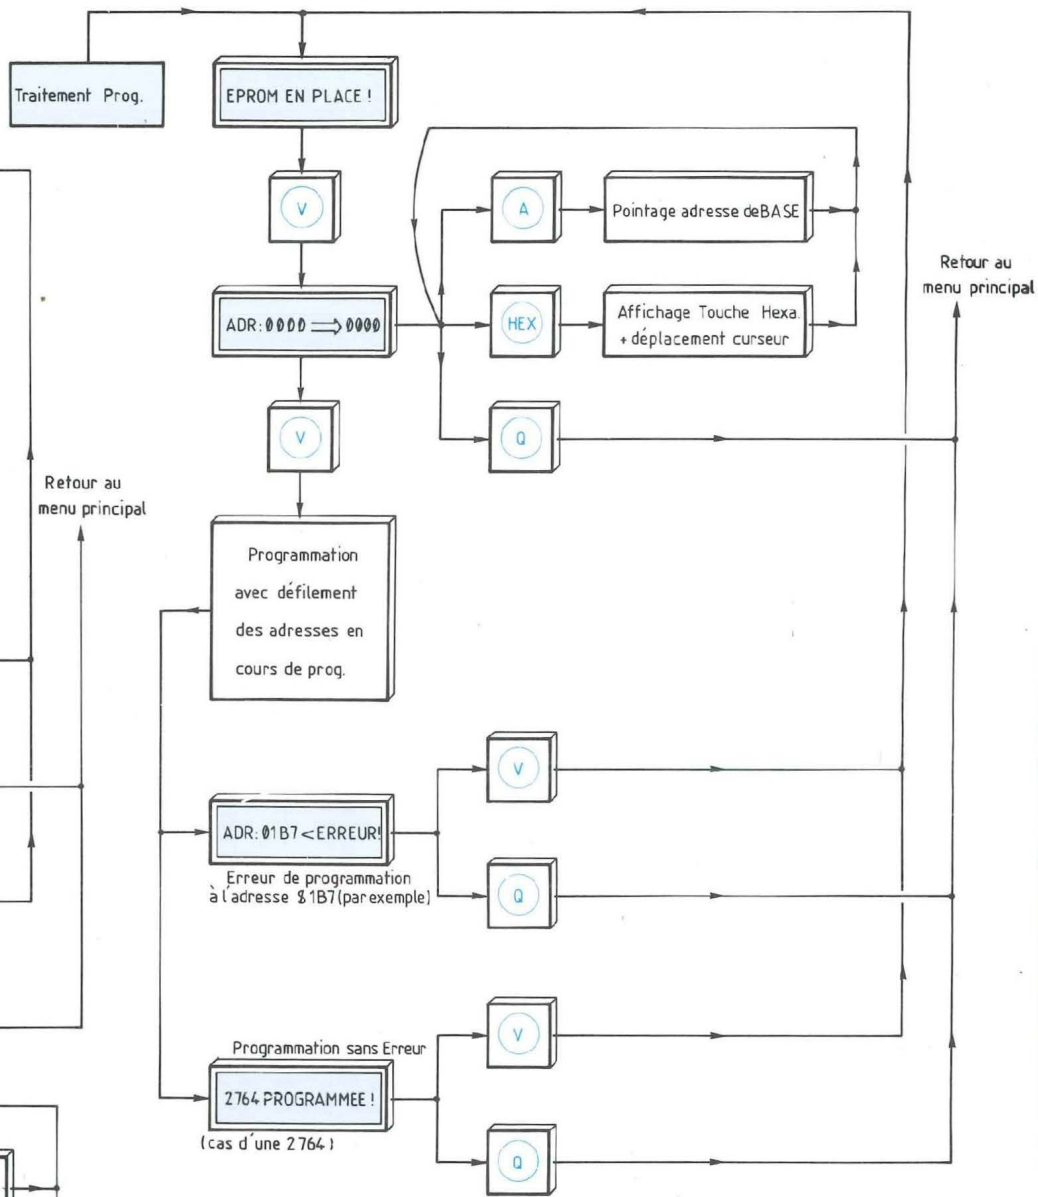 Traitement Prog.
EPROM EN PLACE !
V
A
Pointage adresse de BASE
Retour au
menu principal
ADR: 0000 ⟹ 0000
HEX
Affichage Touche Hexa.
+ déplacement curseur
V
Q
Retour au
menu principal
Programmation
avec défilement
des adresses en
cours de prog.
V
ADR: 01B7 < ERREUR!
Erreur de programmation
à l'adresse $1B7 (par exemple)
Q
V
Programmation sans Erreur
2764 PROGRAMMEE !
(cas d'une 2764)
Q